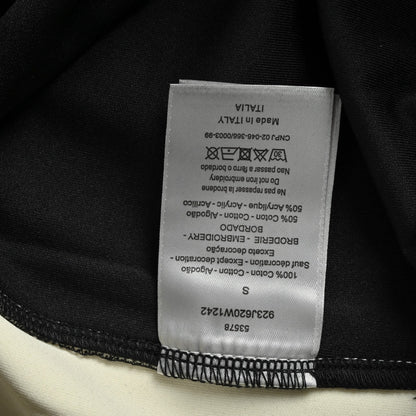 53578
923J620W1242
S
100% Coton - Cotton - Algodão
Sauf décoration - Except decoration -
Exceto decoração
BRODERIE - EMBROIDERY -
BORDADO
50% Coton - Cotton - Algodão
50% Acrylique - Acrylic - Acrílico
Ne pas repasser la broderie
Do not iron embroidery
Nao passar a ferro o bordado
CNPJ 02-046-366/0003-99
Made in ITALY
ITALIA